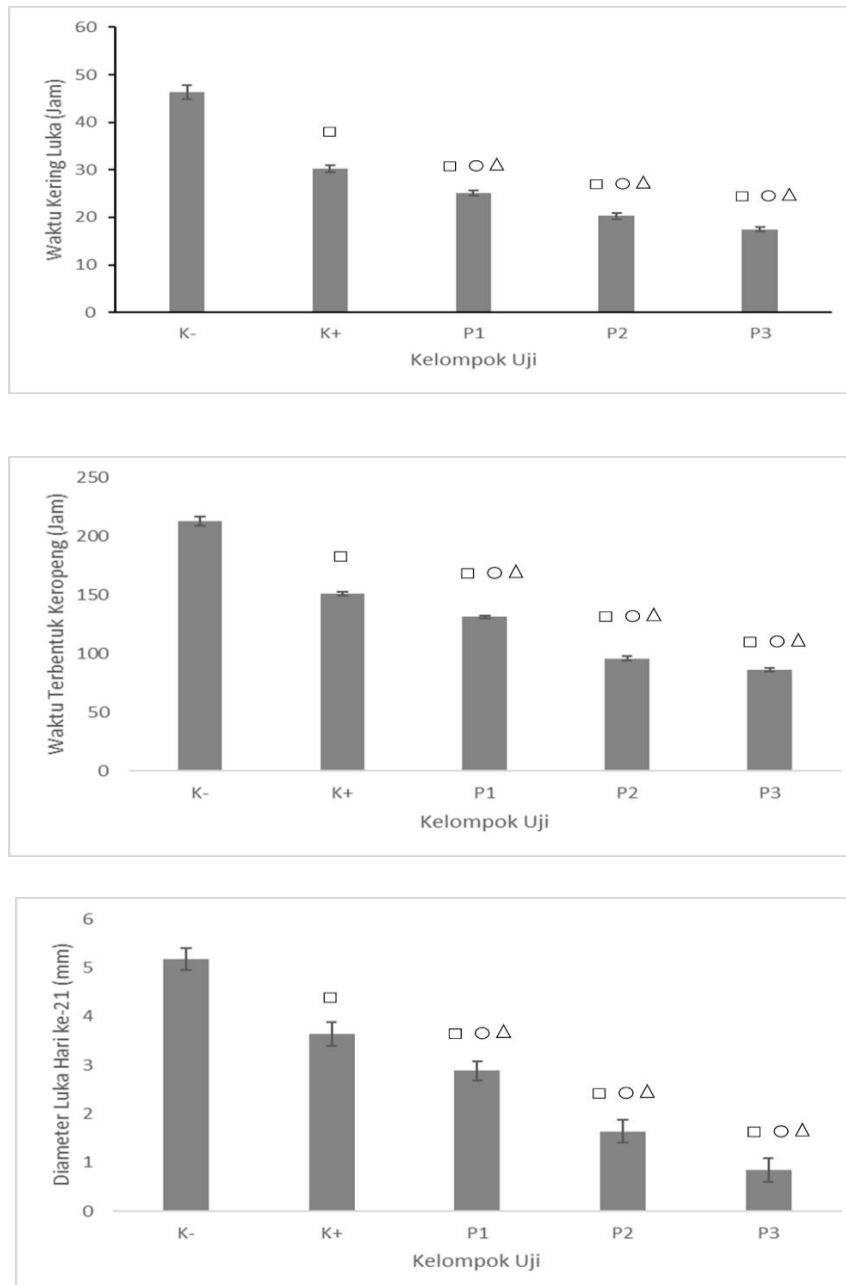 Waktu Kering Luka (Jam)
60
50
40
30
20
10
0
□
□ ○ △
□ ○ △
□ ○ △
K- K+ P1 P2 P3
Kelompok Uji
Waktu Terbentuk Keropeng (Jam)
250
200
150
100
50
0
□
□ ○ △
□ ○ △
□ ○ △
K- K+ P1 P2 P3
Kelompok Uji
Diameter Luka Hari ke-21 (mm)
6
5
4
3
2
1
0
□
□ ○ △
□ ○ △
□ ○ △
K- K+ P1 P2 P3
Kelompok Uji